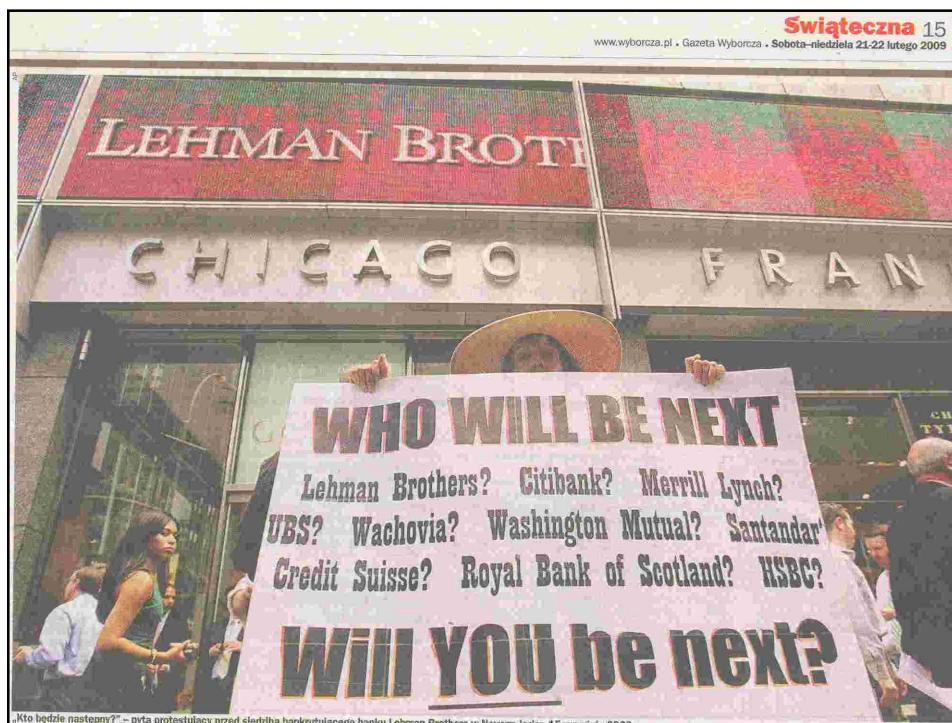 Świąteczna 15
www.wyborcza.pl • Gazeta Wyborcza • Sobota–niedziela 21-22 lutego 2009
LEHMAN BROTH
CHICAGO FRAN
WHO WILL BE NEXT
Lehman Brothers? Citibank? Merrill Lynch?
UBS? Wachovia? Washington Mutual? Santandar
Credit Suisse? Royal Bank of Scotland? HSBC?
Will YOU be next?
„Kto będzie następny?” – pyta protestujący przed siedzibą bankrutującego banku Lehman Brothers w Nowym Jorku,